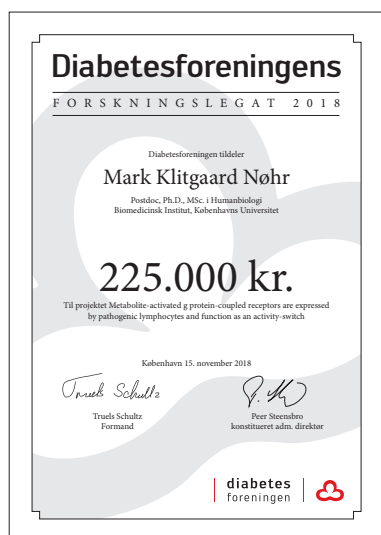 Diabetesforeningens
FORSKNINGSLEGAT 2018
Diabetesforeningen tildeler
Mark Klitgaard Nøhr
Postdoc, Ph.D., MSc. i Humanbiologi
Biomedicinsk Institut, Københavns Universitet
225.000 kr.
Til projektet Metabolite-activated g protein-coupled receptors are expressed
by pathogenic lymphocytes and function as an activity-switch
København 15. november 2018
Truels Schultz
Truels Schultz
Formand
Peer Steensbro
konstitueret adm. direktør
diabetes
foreningen